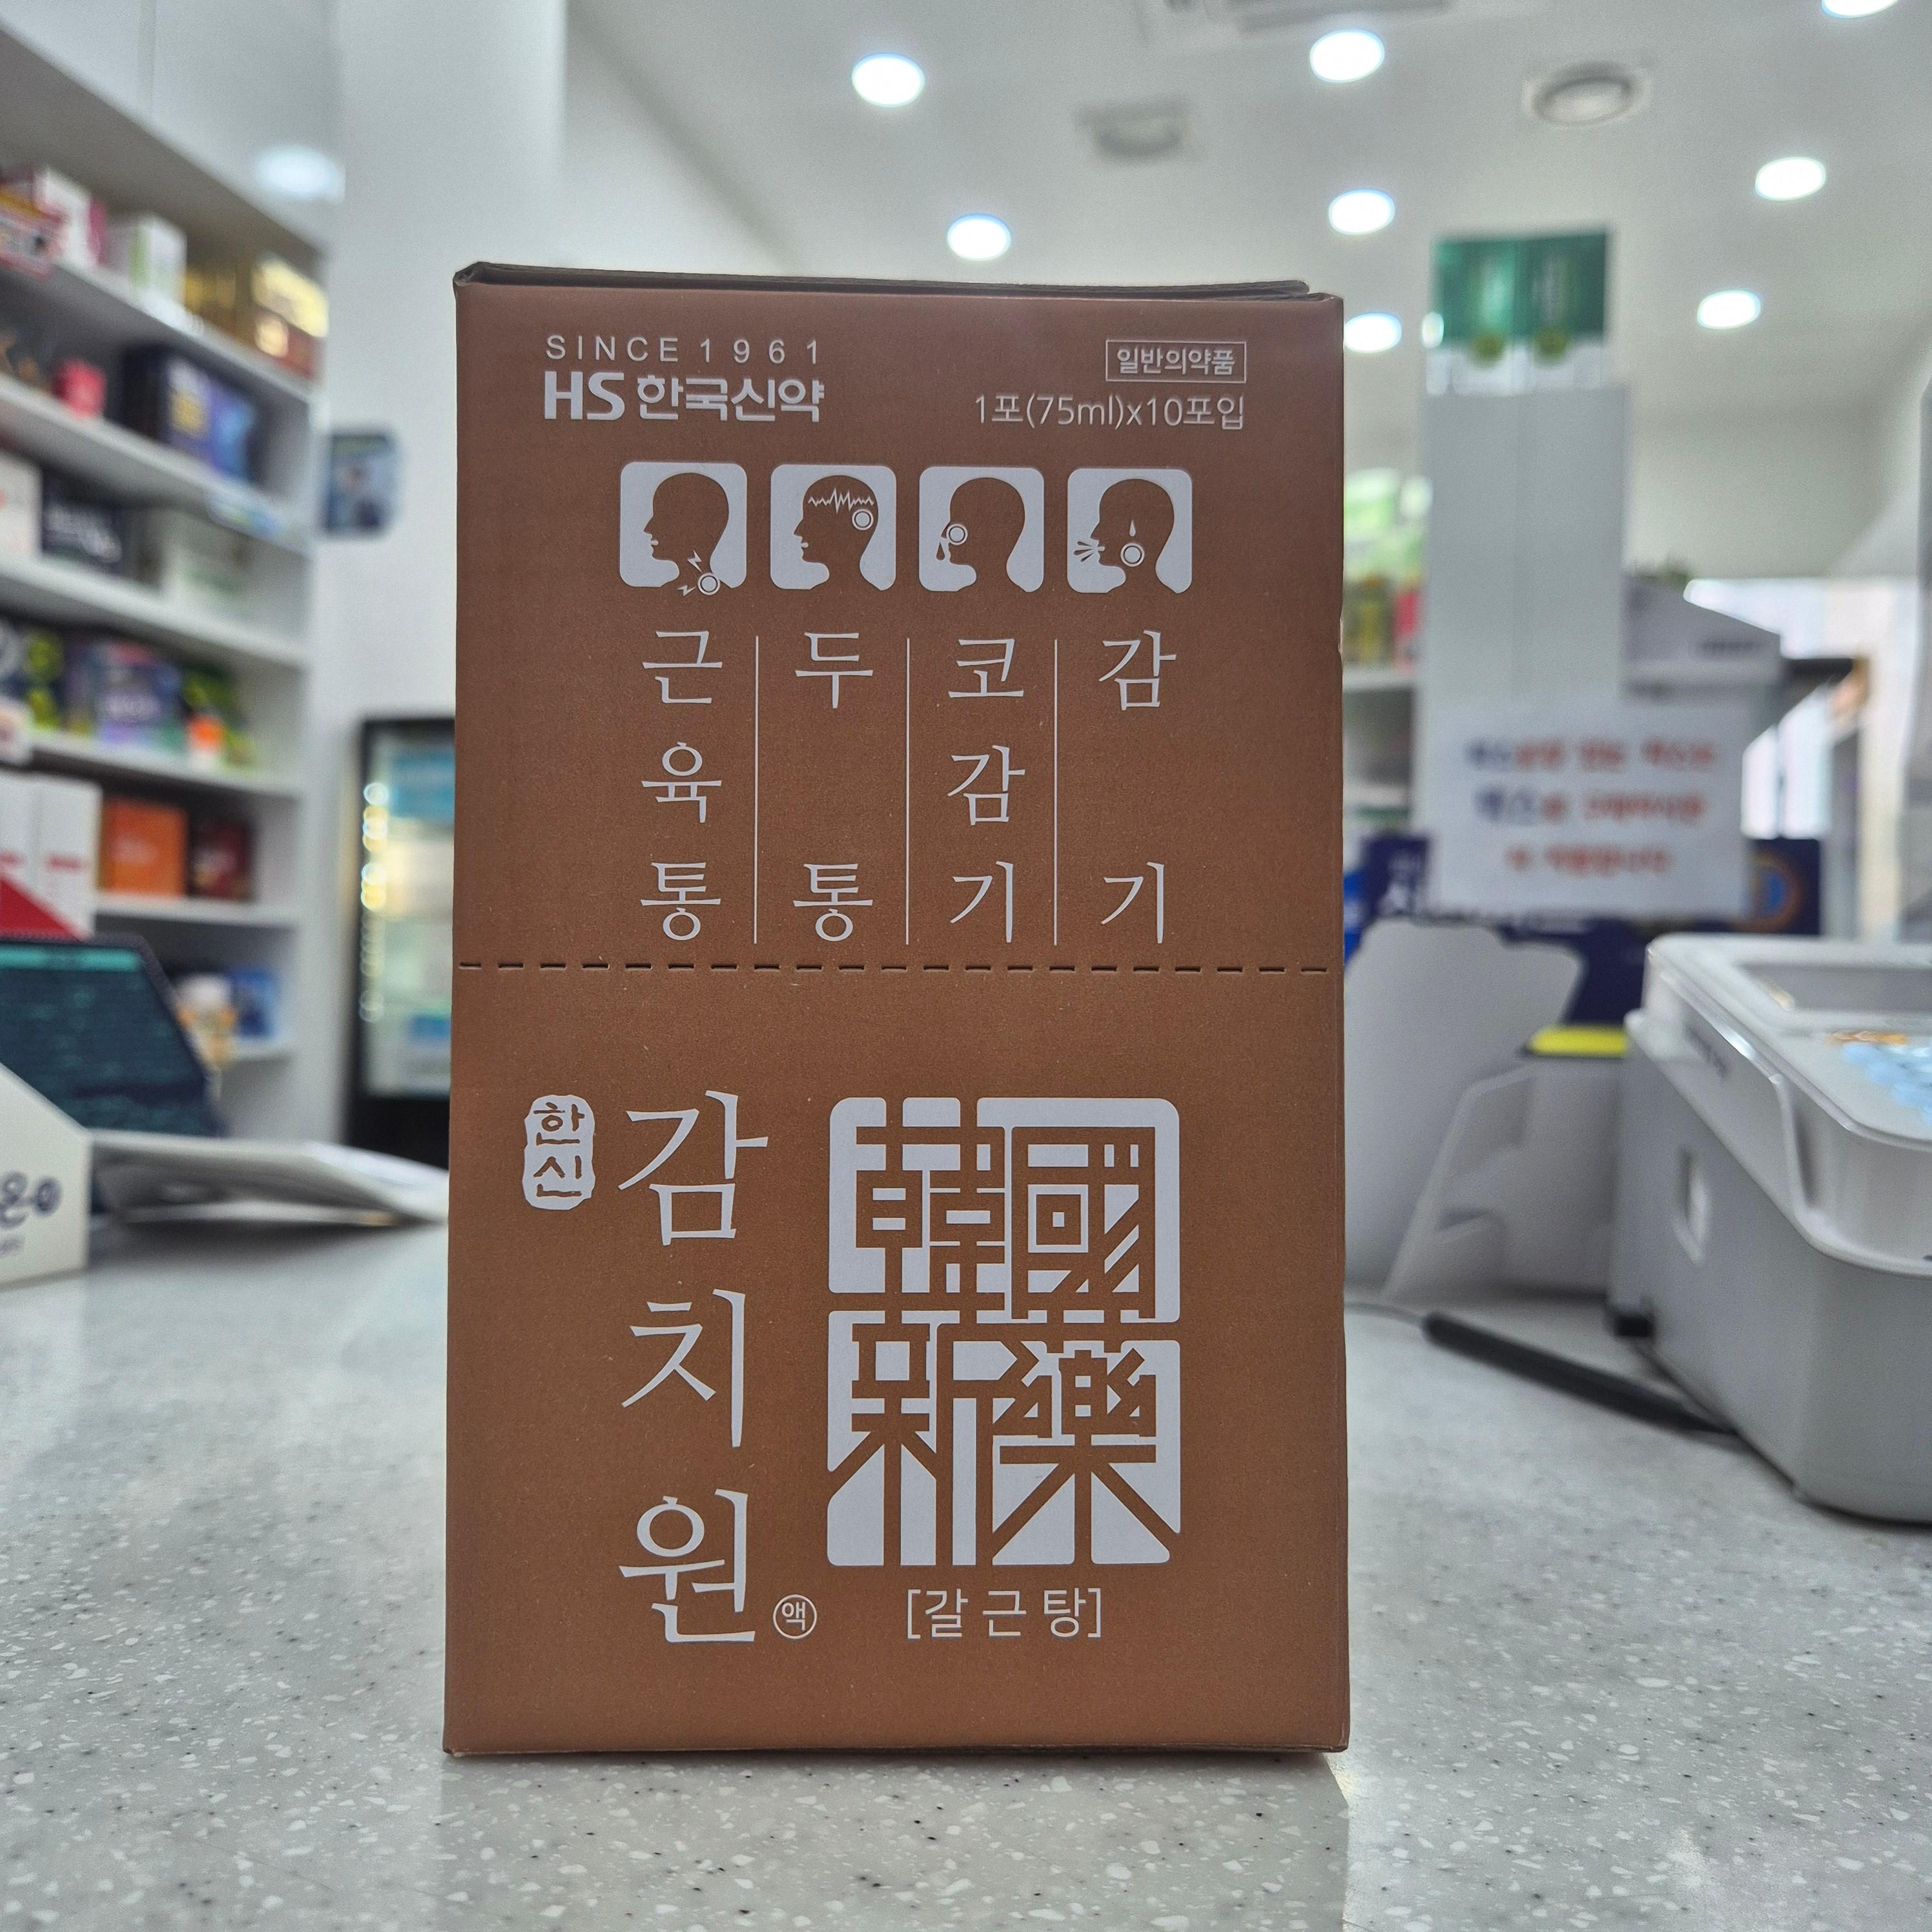 SINCE 1961
HS 한국신약
일반의약품
1포(75ml)x10포입
근육통
두통
코감기
감기
한신
감치원
액
韓國
新藥
[갈근탕]